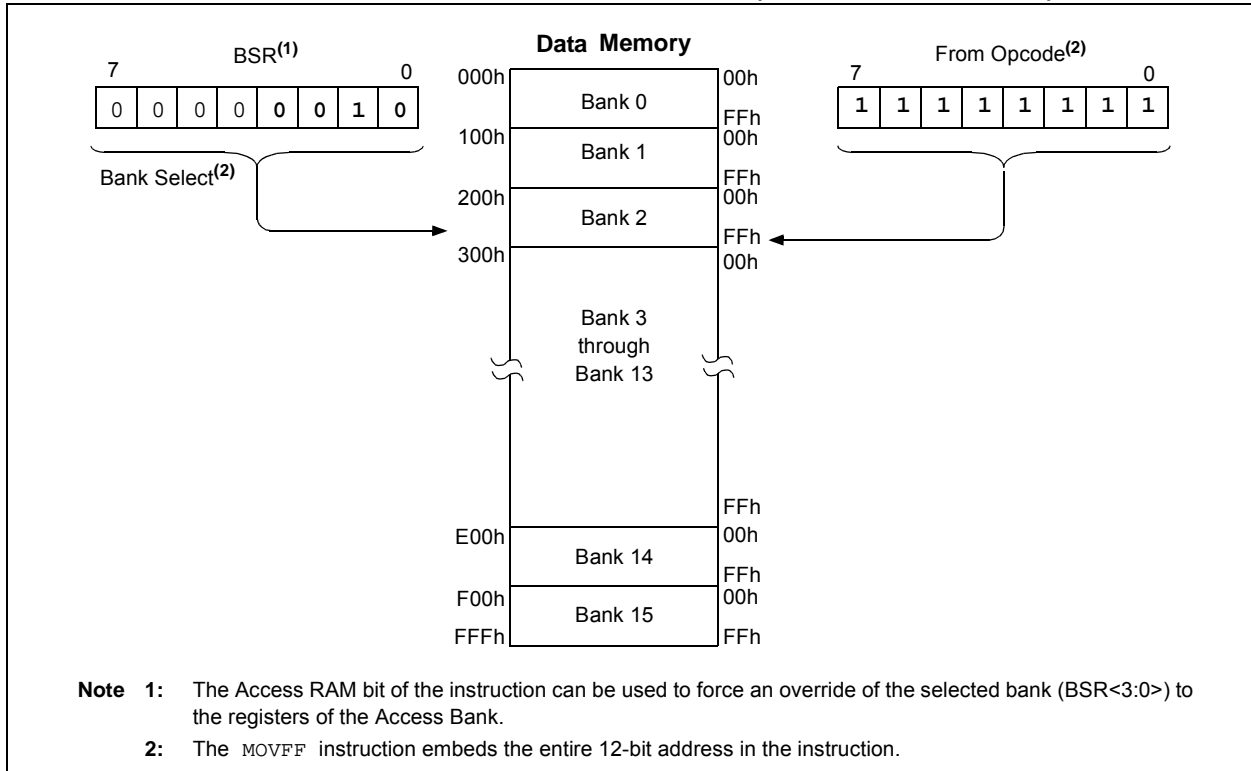 Data Memory
BSR(1)
7 0
0 0 0 0 0 0 1 0
Bank Select(2)
From Opcode(2)
7 0
1 1 1 1 1 1 1 1
000h Bank 0 00h
FFh
100h Bank 1 00h
FFh
200h Bank 2 00h
FFh
300h 00h
Bank 3
through
Bank 13
FFh
E00h Bank 14 00h
FFh
F00h Bank 15 00h
FFFh FFh
Note 1: The Access RAM bit of the instruction can be used to force an override of the selected bank (BSR<3:0>) to
the registers of the Access Bank.
2: The MOVFF instruction embeds the entire 12-bit address in the instruction.